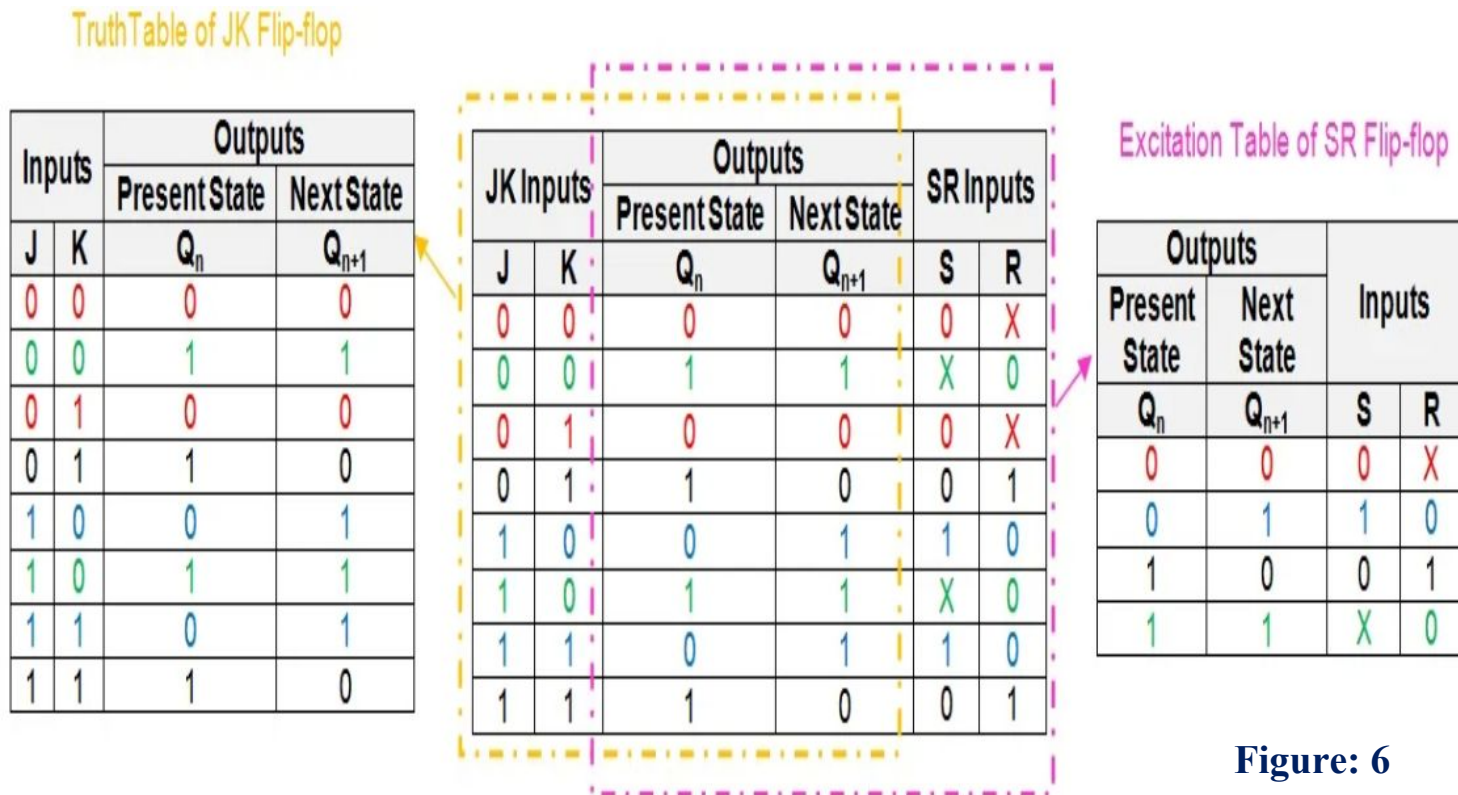 TruthTable of JK Flip-flop
Inputs Outputs
Present State Next State
J K Qn Qn+1
0 0 0 0
0 0 1 1
0 1 0 0
0 1 1 0
1 0 0 1
1 0 1 1
1 1 0 1
1 1 1 0
JK Inputs Outputs SR Inputs
Present State Next State
J K Qn Qn+1 S R
0 0 0 0 0 X
0 0 1 1 X 0
0 1 0 0 0 X
0 1 1 0 0 1
1 0 0 1 1 0
1 0 1 1 X 0
1 1 0 1 1 0
1 1 1 0 0 1
Excitation Table of SR Flip-flop
Outputs Inputs
Present State Next State
Qn Qn+1 S R
0 0 0 X
0 1 1 0
1 0 0 1
1 1 X 0
Figure: 6